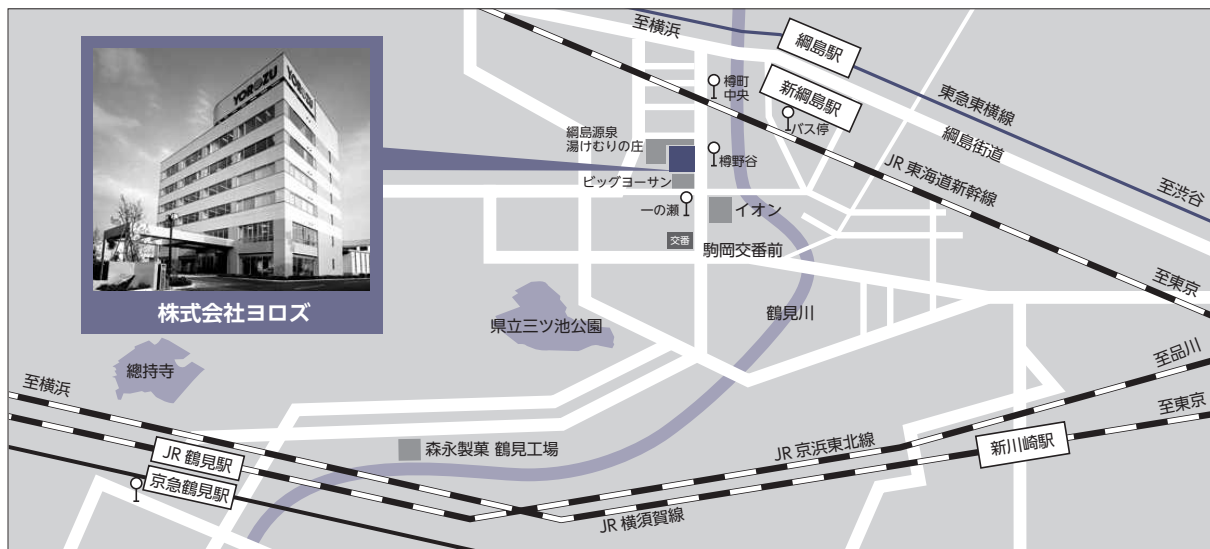 至横浜
綱島駅
新綱島駅
東急東横線
綱島街道
至渋谷
YOROZU
YOROZU
樽町
中央
バス停
JR 東海道新幹線
至東京
綱島源泉
湯けむりの庄
樽野谷
ビッグヨーサン
一の瀬
イオン
交番
駒岡交番前
株式会社ヨロズ
県立三ツ池公園
鶴見川
總持寺
至横浜
至品川
至東京
JR 鶴見駅
京急鶴見駅
森永製菓 鶴見工場
JR 京浜東北線
新川崎駅
JR 横須賀線